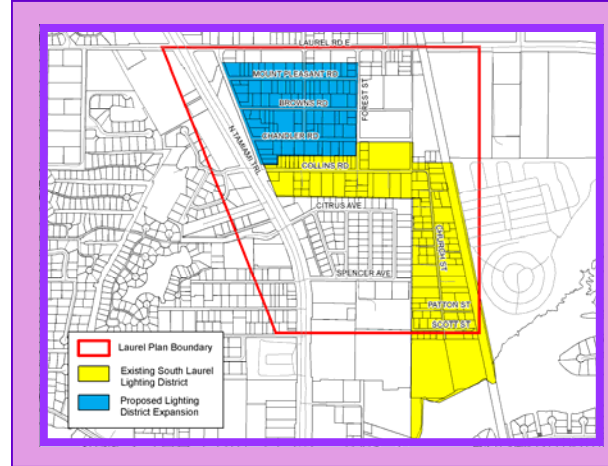 LAUREL RD E
MOUNT PLEASANT RD
BROWNS RD
FOREST ST
CHANDLER RD
N TAMIAMI TRL
COLLINS RD
CITRUS AVE
CHURCH ST
SPENCER AVE
PATTON ST
SCOTT ST
Laurel Plan Boundary
Existing South Laurel
Lighting District
Proposed Lighting
District Expansion